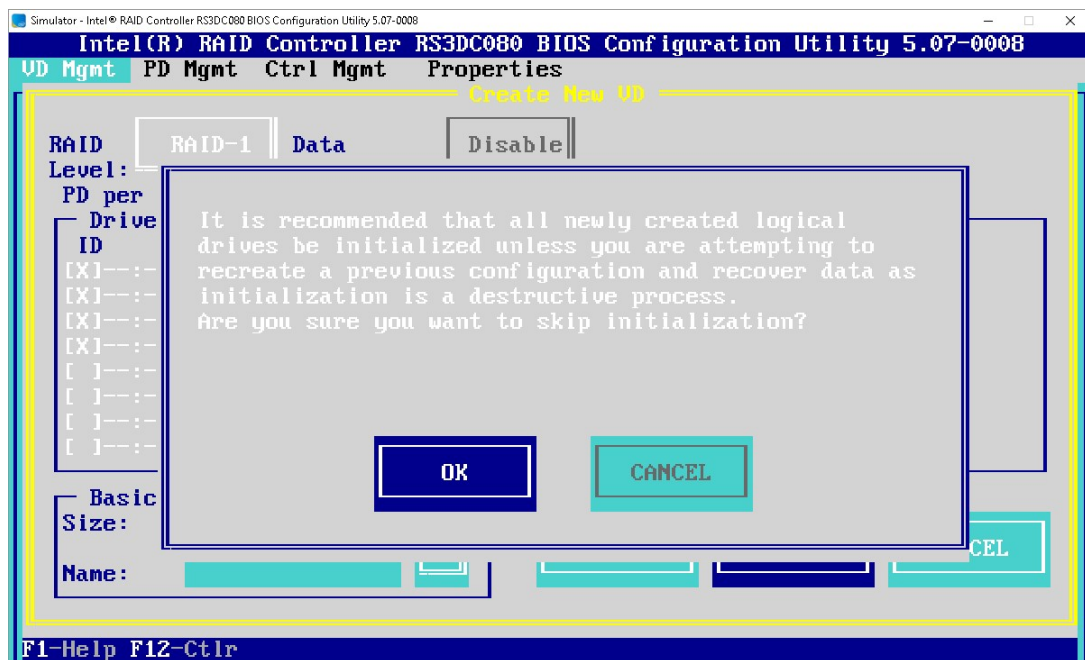 Simulator - Intel® RAID Controller RS3DC080 BIOS Configuration Utility 5.07-0008
Intel(R) RAID Controller RS3DC080 BIOS Configuration Utility 5.07-0008
VD Mgmt PD Mgmt Ctrl Mgmt Properties
Create New VD
RAID RAID-1 Data Disable
Level:
PD per
Drive
ID
[X]--:-
[X]--:-
[X]--:-
[X]--:-
[ ]--:-
[ ]--:-
[ ]--:-
[ ]--:-
It is recommended that all newly created logical
drives be initialized unless you are attempting to
recreate a previous configuration and recover data as
initialization is a destructive process.
Are you sure you want to skip initialization?
OK CANCEL
Basic
Size:
CEL
Name:
F1-Help F12-Ctlr